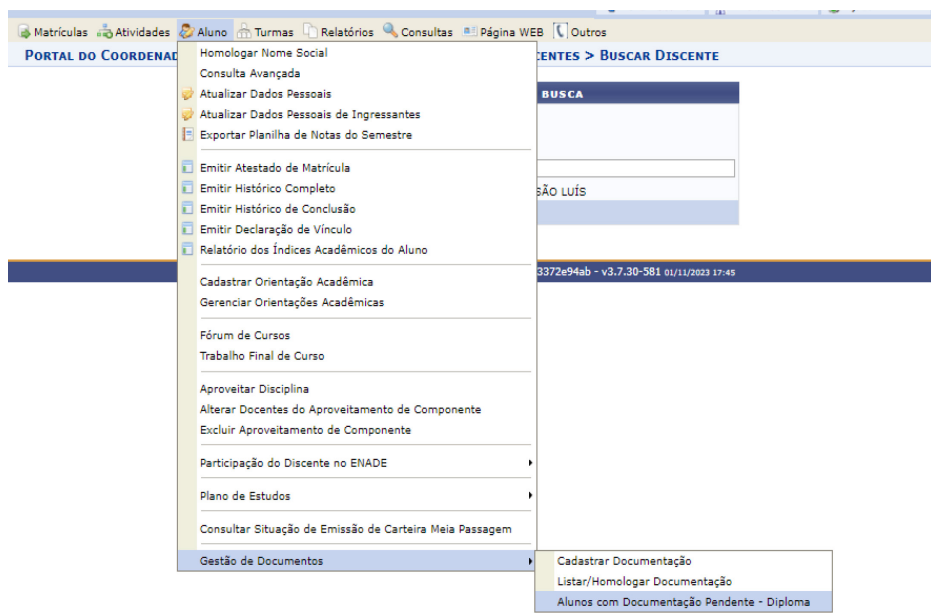 Matrículas Atividades Aluno Turmas Relatórios Consultas Página WEB Outros
PORTAL DO COORDENAD
CENTES > BUSCAR DISCENTE
Homologar Nome Social
Consulta Avançada
Atualizar Dados Pessoais
BUSCA
Atualizar Dados Pessoais de Ingressantes
Exportar Planilha de Notas do Semestre
Emitir Atestado de Matrícula
Emitir Histórico Completo
SÃO LUÍS
Emitir Histórico de Conclusão
Emitir Declaração de Vínculo
Relatório dos Índices Acadêmicos do Aluno
3372e94ab - v3.7.30-581 01/11/2023 17:45
Cadastrar Orientação Acadêmica
Gerenciar Orientações Acadêmicas
Fórum de Cursos
Trabalho Final de Curso
Aproveitar Disciplina
Alterar Docentes do Aproveitamento de Componente
Excluir Aproveitamento de Componente
Participação do Discente no ENADE
Plano de Estudos
Consultar Situação de Emissão de Carteira Meia Passagem
Gestão de Documentos
Cadastrar Documentação
Listar/Homologar Documentação
Alunos com Documentação Pendente - Diploma